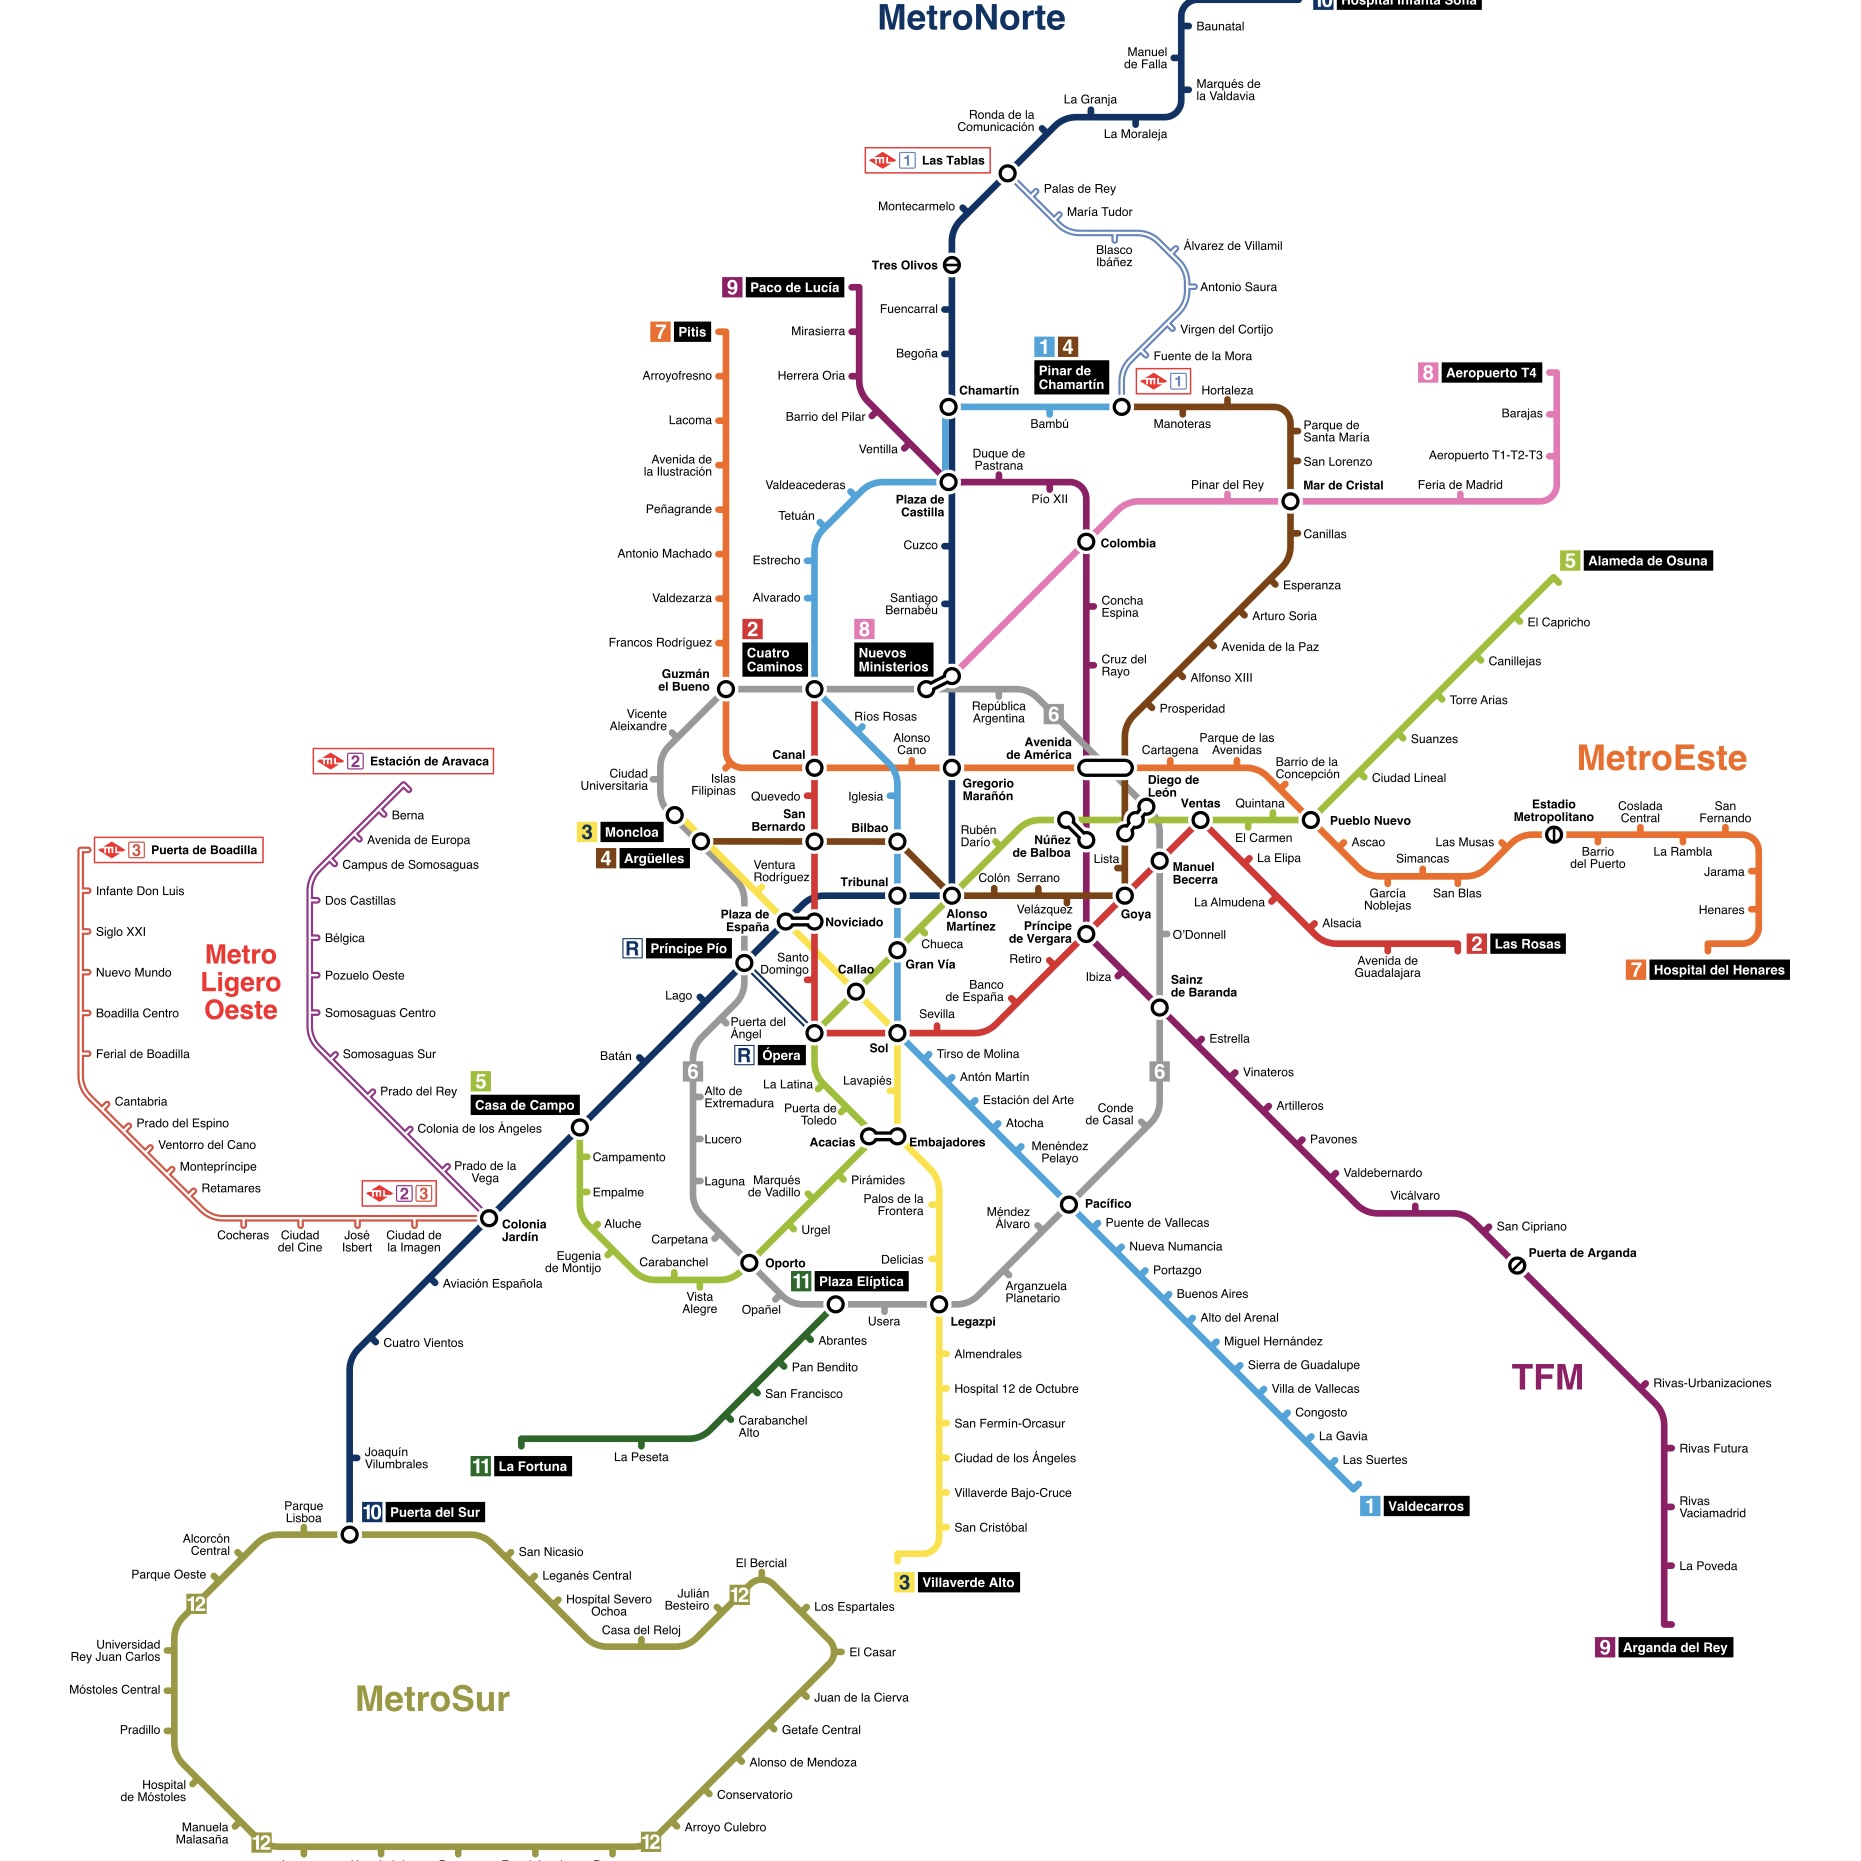 MetroNorte
10 Hospital Infanta Sofía
Baunatal
Manuel
de Falla
Marqués de
la Valdavia
La Granja
Ronda de la
Comunicación
La Moraleja
mL 1 Las Tablas
Palas de Rey
Montecarmelo
María Tudor
Álvarez de Villamil
Blasco
Ibáñez
Tres Olivos
9 Paco de Lucía
Antonio Saura
Fuencarral
7 Pitis
Mirasierra
Virgen del Cortijo
1 4
Pinar de
Chamartín
Begoña
Fuente de la Mora
Arroyofresno
Herrera Oria
mL 1
8 Aeropuerto T4
Chamartín
Hortaleza
Lacoma
Barrio del Pilar
Bambú
Manoteras
Barajas
Parque de
Santa María
Ventilla
Duque de
Pastrana
Avenida de
la Ilustración
San Lorenzo
Aeropuerto T1-T2-T3
Valdeacederas
Pinar del Rey
Mar de Cristal
Feria de Madrid
Plaza de
Castilla
Pío XII
Peñagrande
Tetuán
Canillas
Cuzco
Colombia
Antonio Machado
Estrecho
5 Alameda de Osuna
Esperanza
Valdezarza
Alvarado
Santiago
Bernabéu
Concha
Espina
Arturo Soria
El Capricho
2
Cuatro
Caminos
8
Nuevos
Ministerios
Francos Rodríguez
Avenida de la Paz
Cruz del
Rayo
Canillejas
Guzmán
el Bueno
Alfonso XIII
República
Argentina
6
Torre Arias
Prosperidad
Vicente
Aleixandre
Ríos Rosas
Alonso
Cano
Avenida
de América
Cartagena
Parque de las
Avenidas
Suanzes
MetroEste
mL 2 Estación de Aravaca
Canal
Barrio de la
Concepción
Ciudad
Universitaria
Islas
Filipinas
Gregorio
Marañón
Diego de
León
Ciudad Lineal
Quevedo
Iglesia
Ventas
Quintana
Estadio
Metropolitano
Coslada
Central
San
Fernando
Berna
San
Bernardo
Bilbao
Rubén
Darío
Pueblo Nuevo
3 Moncloa
Núñez
de Balboa
El Carmen
Avenida de Europa
Ascao
Las Musas
Barrio
del Puerto
La Rambla
mL 3 Puerta de Boadilla
4 Argüelles
Lista
La Elipa
Simancas
Campus de Somosaguas
Ventura
Rodríguez
Colón
Serrano
Manuel
Becerra
Jarama
Infante Don Luis
Tribunal
García
Noblejas
San Blas
Dos Castillas
Velázquez
Goya
La Almudena
Henares
Plaza de
España
Noviciado
Alonso
Martínez
Príncipe
de Vergara
Alsacia
Siglo XXI
Bélgica
O'Donnell
2 Las Rosas
R Príncipe Pío
Chueca
Metro
Ligero
Oeste
Santo
Domingo
Callao
Gran Vía
Retiro
Avenida de
Guadalajara
7 Hospital del Henares
Nuevo Mundo
Pozuelo Oeste
Ibiza
Sainz
de Baranda
Lago
Banco
de España
Boadilla Centro
Somosaguas Centro
Puerta del
Ángel
Sevilla
Estrella
Ferial de Boadilla
Somosaguas Sur
Batán
R Ópera
Sol
Tirso de Molina
Vinateros
6
6
5
Casa de Campo
Lavapiés
La Latina
Antón Martín
Prado del Rey
Alto de
Extremadura
Estación del Arte
Artilleros
Cantabria
Puerta de
Toledo
Conde
de Casal
Prado del Espino
Colonia de los Ángeles
Atocha
Ventorro del Cano
Lucero
Acacias
Embajadores
Menéndez
Pelayo
Pavones
Montepríncipe
Prado de la
Vega
Campamento
Valdebernardo
Retamares
mL 2 3
Empalme
Laguna
Marqués
de Vadillo
Pirámides
Palos de la
Frontera
Pacífico
Vicálvaro
Colonia
Jardín
Aluche
Urgel
Méndez
Álvaro
Puente de Vallecas
San Cipriano
Cocheras
Ciudad
del Cine
José
Isbert
Ciudad de
la Imagen
Carpetana
Nueva Numancia
Eugenia
de Montijo
Carabanchel
Oporto
Delicias
Puerta de Arganda
Portazgo
Aviación Española
11 Plaza Elíptica
Arganzuela
Planetario
Vista
Alegre
Opañel
Usera
Legazpi
Buenos Aires
Alto del Arenal
Cuatro Vientos
Abrantes
Almendrales
Miguel Hernández
Pan Bendito
Sierra de Guadalupe
TFM
Rivas-Urbanizaciones
San Francisco
Hospital 12 de Octubre
Villa de Vallecas
Carabanchel
Alto
San Fermín-Orcasur
Congosto
La Gavia
Rivas Futura
Joaquín
Vilumbrales
11 La Fortuna
La Peseta
Ciudad de los Ángeles
Las Suertes
Villaverde Bajo-Cruce
1 Valdecarros
Rivas
Vaciamadrid
Parque
Lisboa
10 Puerta del Sur
San Cristóbal
Alcorcón
Central
San Nicasio
El Bercial
La Poveda
Parque Oeste
Leganés Central
3 Villaverde Alto
12
Hospital Severo
Ochoa
Julián
Besteiro
12
Los Espartales
Casa del Reloj
Universidad
Rey Juan Carlos
El Casar
9 Arganda del Rey
Móstoles Central
MetroSur
Juan de la Cierva
Pradillo
Getafe Central
Alonso de Mendoza
Hospital
de Móstoles
Conservatorio
Manuela
Malasaña
12
12
Arroyo Culebro